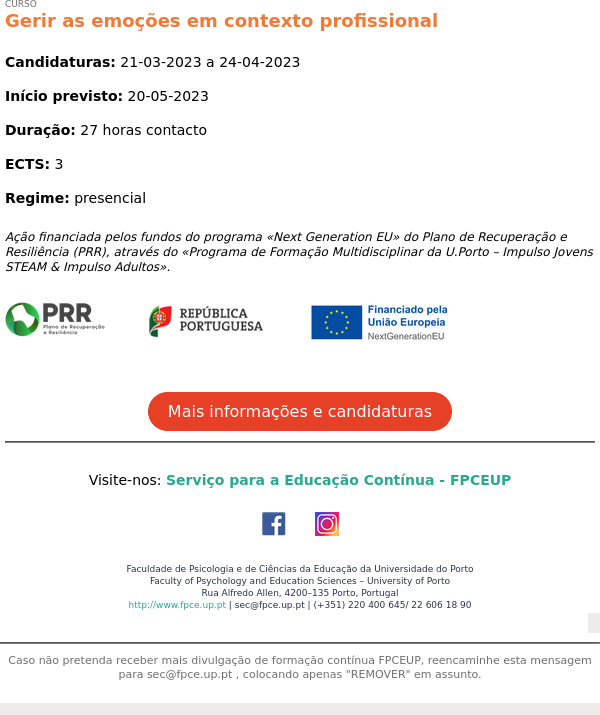 CURSO
Gerir as emoções em contexto profissional
Candidaturas: 21-03-2023 a 24-04-2023
Início previsto: 20-05-2023
Duração: 27 horas contacto
ECTS: 3
Regime: presencial
Ação financiada pelos fundos do programa «Next Generation EU» do Plano de Recuperação e
Resiliência (PRR), através do «Programa de Formação Multidisciplinar da U.Porto – Impulso Jovens
STEAM & Impulso Adultos».
PRR
Plano de Recuperação
e Resiliência
REPÚBLICA
PORTUGUESA
Financiado pela
União Europeia
NextGenerationEU
Mais informações e candidaturas
Visite-nos: Serviço para a Educação Contínua - FPCEUP
Faculdade de Psicologia e de Ciências da Educação da Universidade do Porto
Faculty of Psychology and Education Sciences – University of Porto
Rua Alfredo Allen, 4200–135 Porto, Portugal
http://www.fpce.up.pt | sec@fpce.up.pt | (+351) 220 400 645/ 22 606 18 90
Caso não pretenda receber mais divulgação de formação contínua FPCEUP, reencaminhe esta mensagem
para sec@fpce.up.pt , colocando apenas "REMOVER" em assunto.